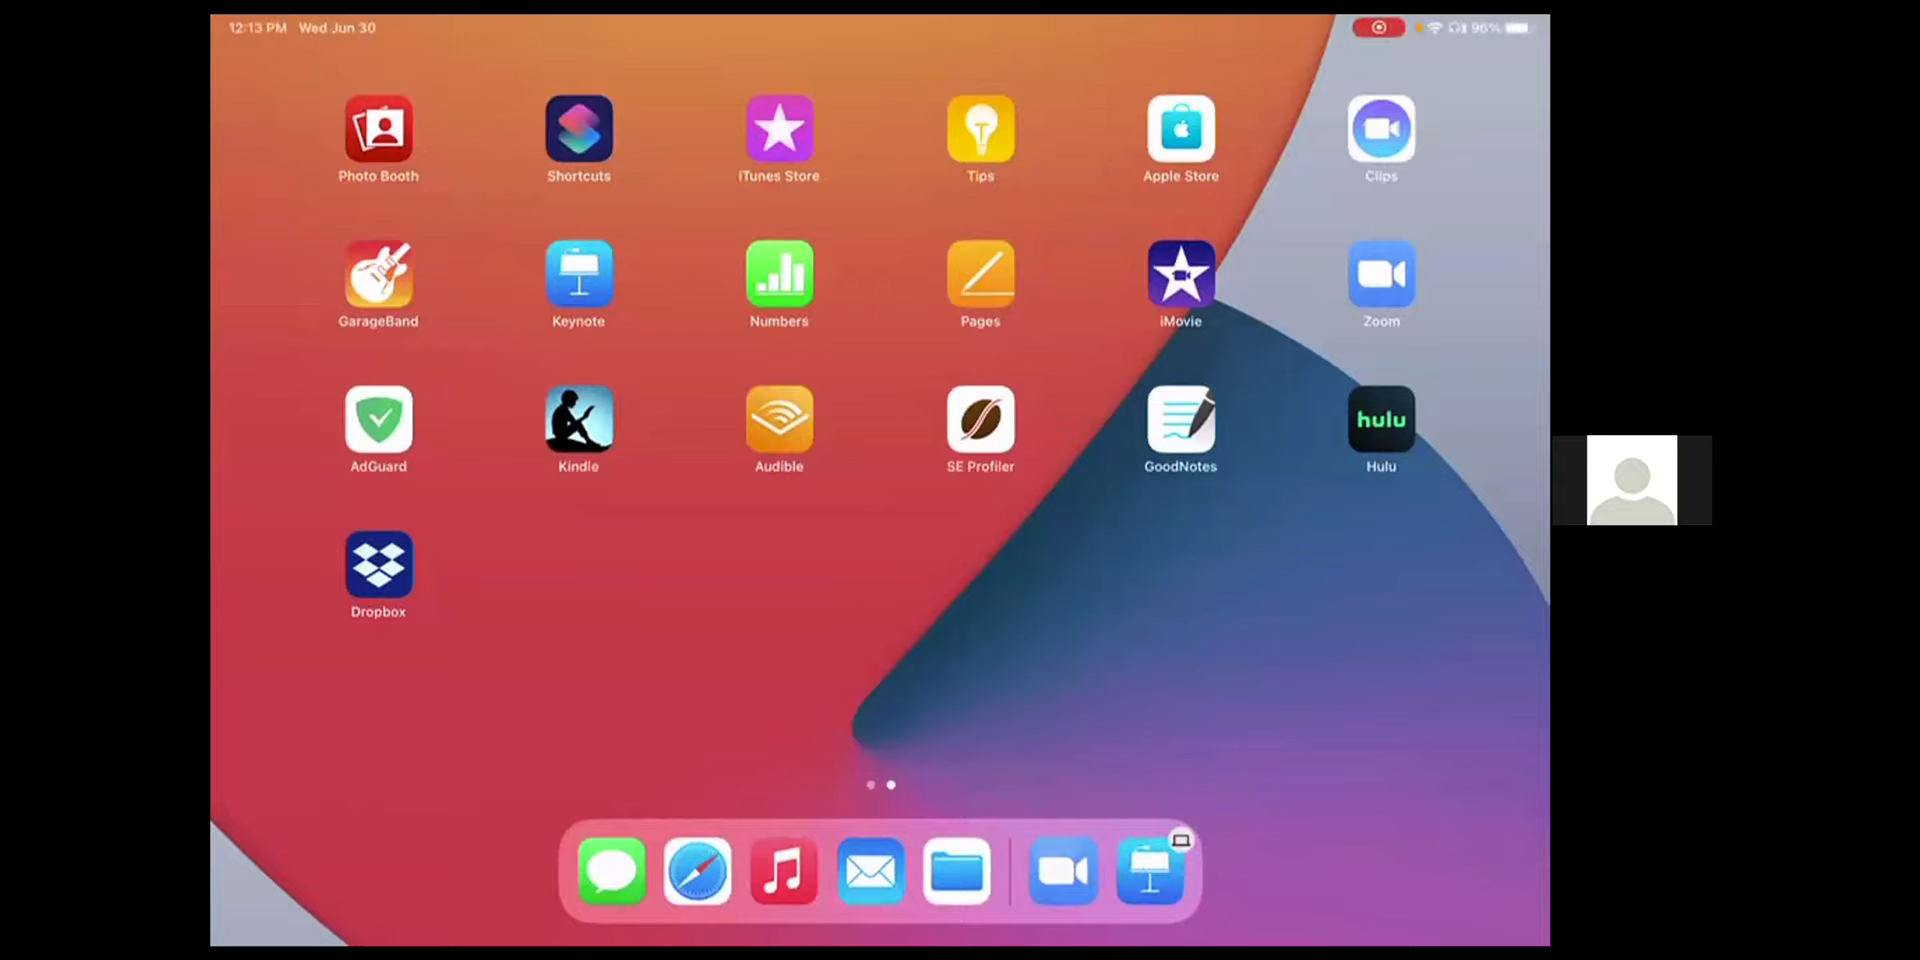 12:13 PM Wed Jun 30
96%
Photo Booth
Shortcuts
iTunes Store
Tips
Apple Store
Clips
GarageBand
Keynote
Numbers
Pages
iMovie
Zoom
hulu
AdGuard
Kindle
Audible
SE Profiler
GoodNotes
Hulu
Dropbox